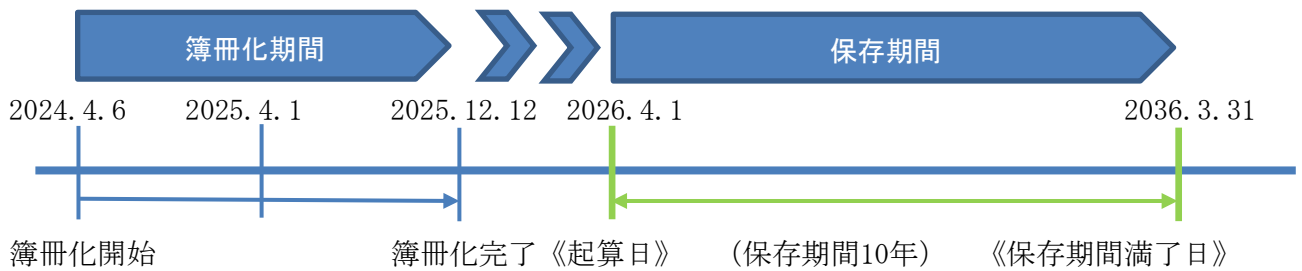 簿冊化期間 保存期間
2024.4.6 2025.4.1 2025.12.12 2026.4.1 2036.3.31
簿冊化開始 簿冊化完了《起算日》 (保存期間10年) 《保存期間満了日》